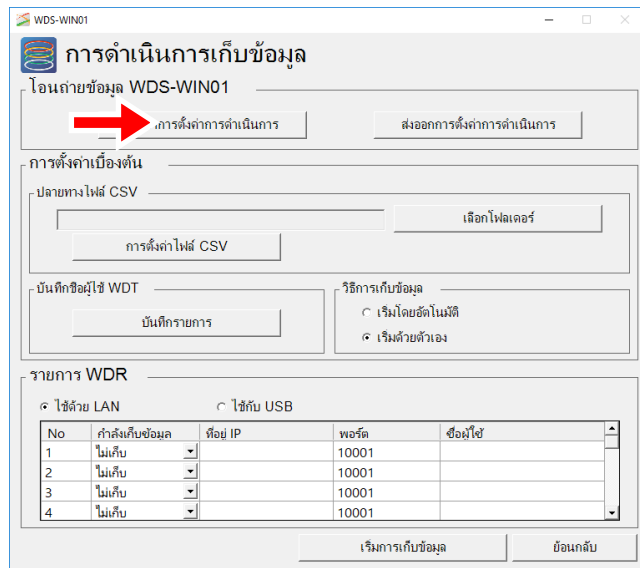 WDS-WIN01
การดำเนินการเก็บข้อมูล
โอนถ่ายข้อมูล WDS-WIN01
การตั้งค่าการดำเนินการ
ส่งออกการตั้งค่าการดำเนินการ
การตั้งค่าเบื้องต้น
ปลายทางไฟล์ CSV
เลือกโฟลเดอร์
การตั้งค่าไฟล์ CSV
บันทึกชื่อผู้ใช้ WDT
วิธีการเก็บข้อมูล
เริ่มโดยอัตโนมัติ
บันทึกรายการ
เริ่มด้วยตัวเอง
รายการ WDR
ใช้ด้วย LAN ใช้กับ USB
No กำลังเก็บข้อมูล ที่อยู่ IP พอร์ต ชื่อผู้ใช้
1 ไม่เก็บ 10001
2 ไม่เก็บ 10001
3 ไม่เก็บ 10001
4 ไม่เก็บ 10001
เริ่มการเก็บข้อมูล ย้อนกลับ